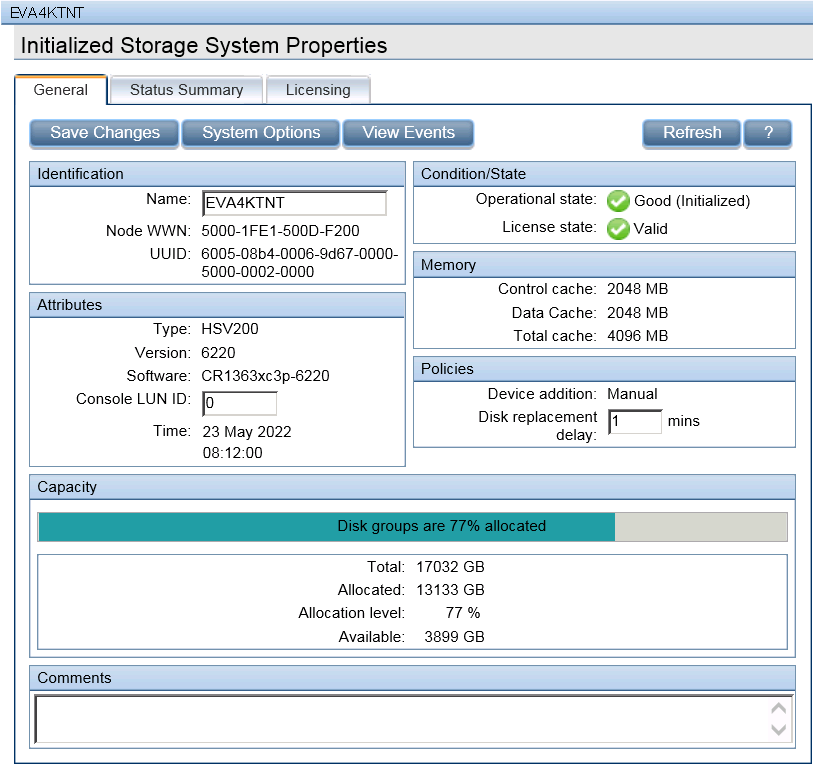 EVA4KTNT
Initialized Storage System Properties
General
Status Summary
Licensing
Save Changes
System Options
View Events
Refresh
?
Identification
Name: EVA4KTNT
Node WWN: 5000-1FE1-500D-F200
UUID: 6005-08b4-0006-9d67-0000-
5000-0002-0000
Attributes
Type: HSV200
Version: 6220
Software: CR1363xc3p-6220
Console LUN ID: 0
Time: 23 May 2022
08:12:00
Condition/State
Operational state: Good (Initialized)
License state: Valid
Memory
Control cache: 2048 MB
Data Cache: 2048 MB
Total cache: 4096 MB
Policies
Device addition: Manual
Disk replacement
delay: 1 mins
Capacity
Disk groups are 77% allocated
Total: 17032 GB
Allocated: 13133 GB
Allocation level: 77 %
Available: 3899 GB
Comments